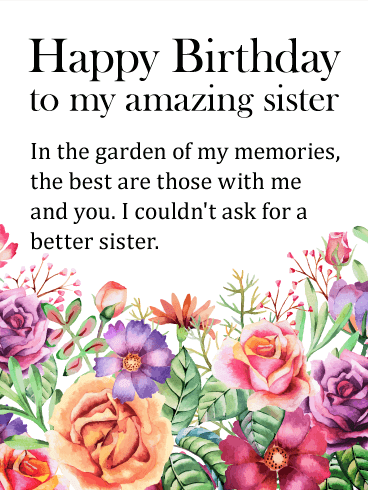 Happy Birthday
to my amazing sister
In the garden of my memories,
the best are those with me
and you. I couldn't ask for a
better sister.